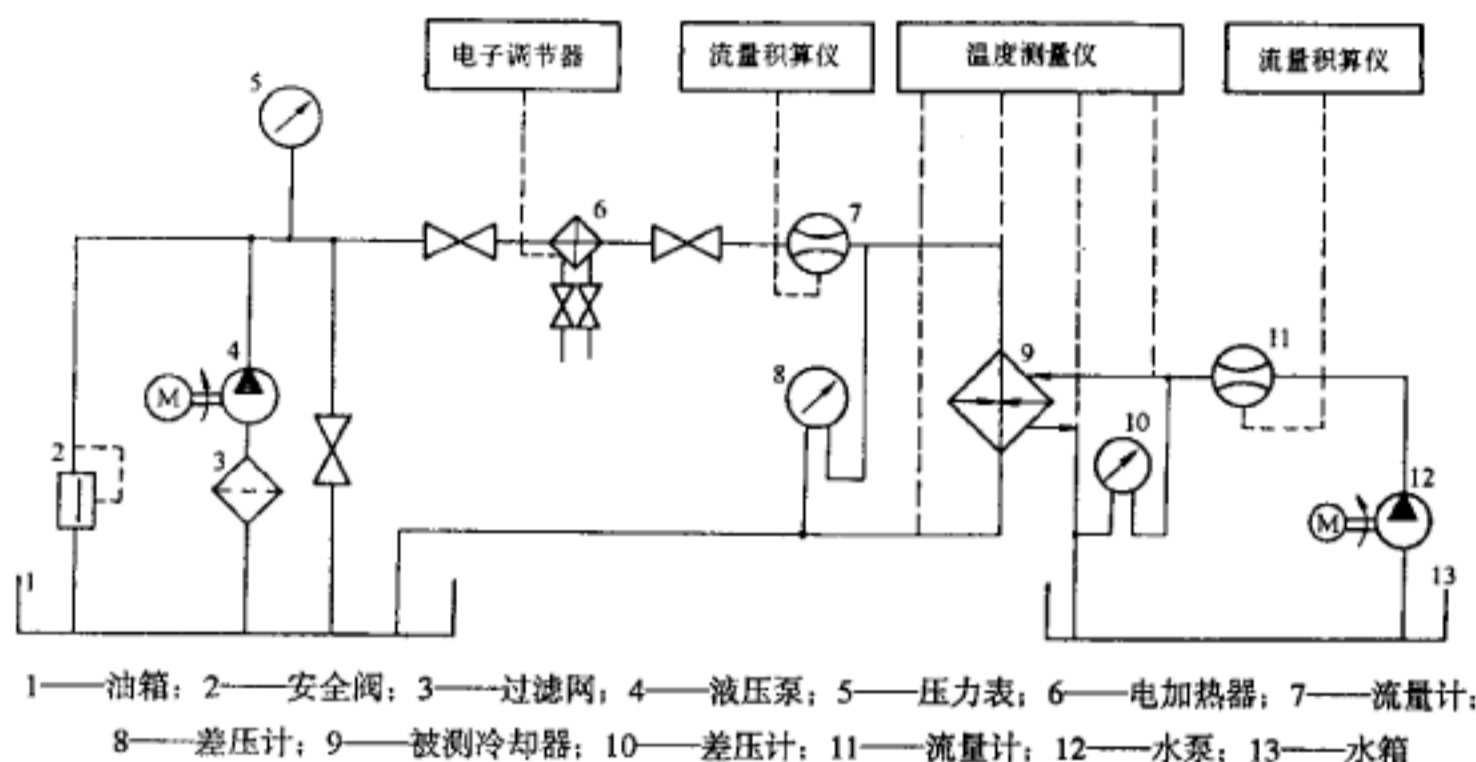 电子调节器
流量积算仪
温度测量仪
流量积算仪
5
6
7
4
M
8
9
11
2
3
10
12
M
1
13
1——油箱；2——安全阀；3——过滤网；4——液压泵；5——压力表；6——电加热器；7——流量计；
8——差压计；9——被测冷却器；10——差压计；11——流量计；12——水泵；13——水箱